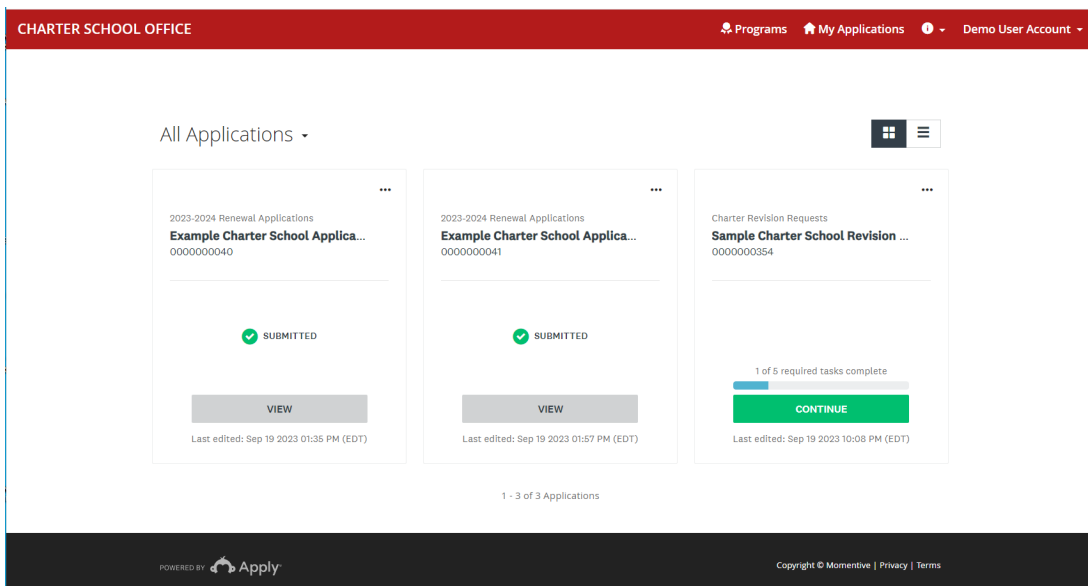 CHARTER SCHOOL OFFICE
Programs My Applications Demo User Account
All Applications
2023-2024 Renewal Applications
Example Charter School Applica...
0000000040
SUBMITTED
VIEW
Last edited: Sep 19 2023 01:35 PM (EDT)
2023-2024 Renewal Applications
Example Charter School Applica...
0000000041
SUBMITTED
VIEW
Last edited: Sep 19 2023 01:57 PM (EDT)
Charter Revision Requests
Sample Charter School Revision ...
0000000354
1 of 5 required tasks complete
CONTINUE
Last edited: Sep 19 2023 10:08 PM (EDT)
1 - 3 of 3 Applications
POWERED BY Apply
Copyright © Momentive | Privacy | Terms